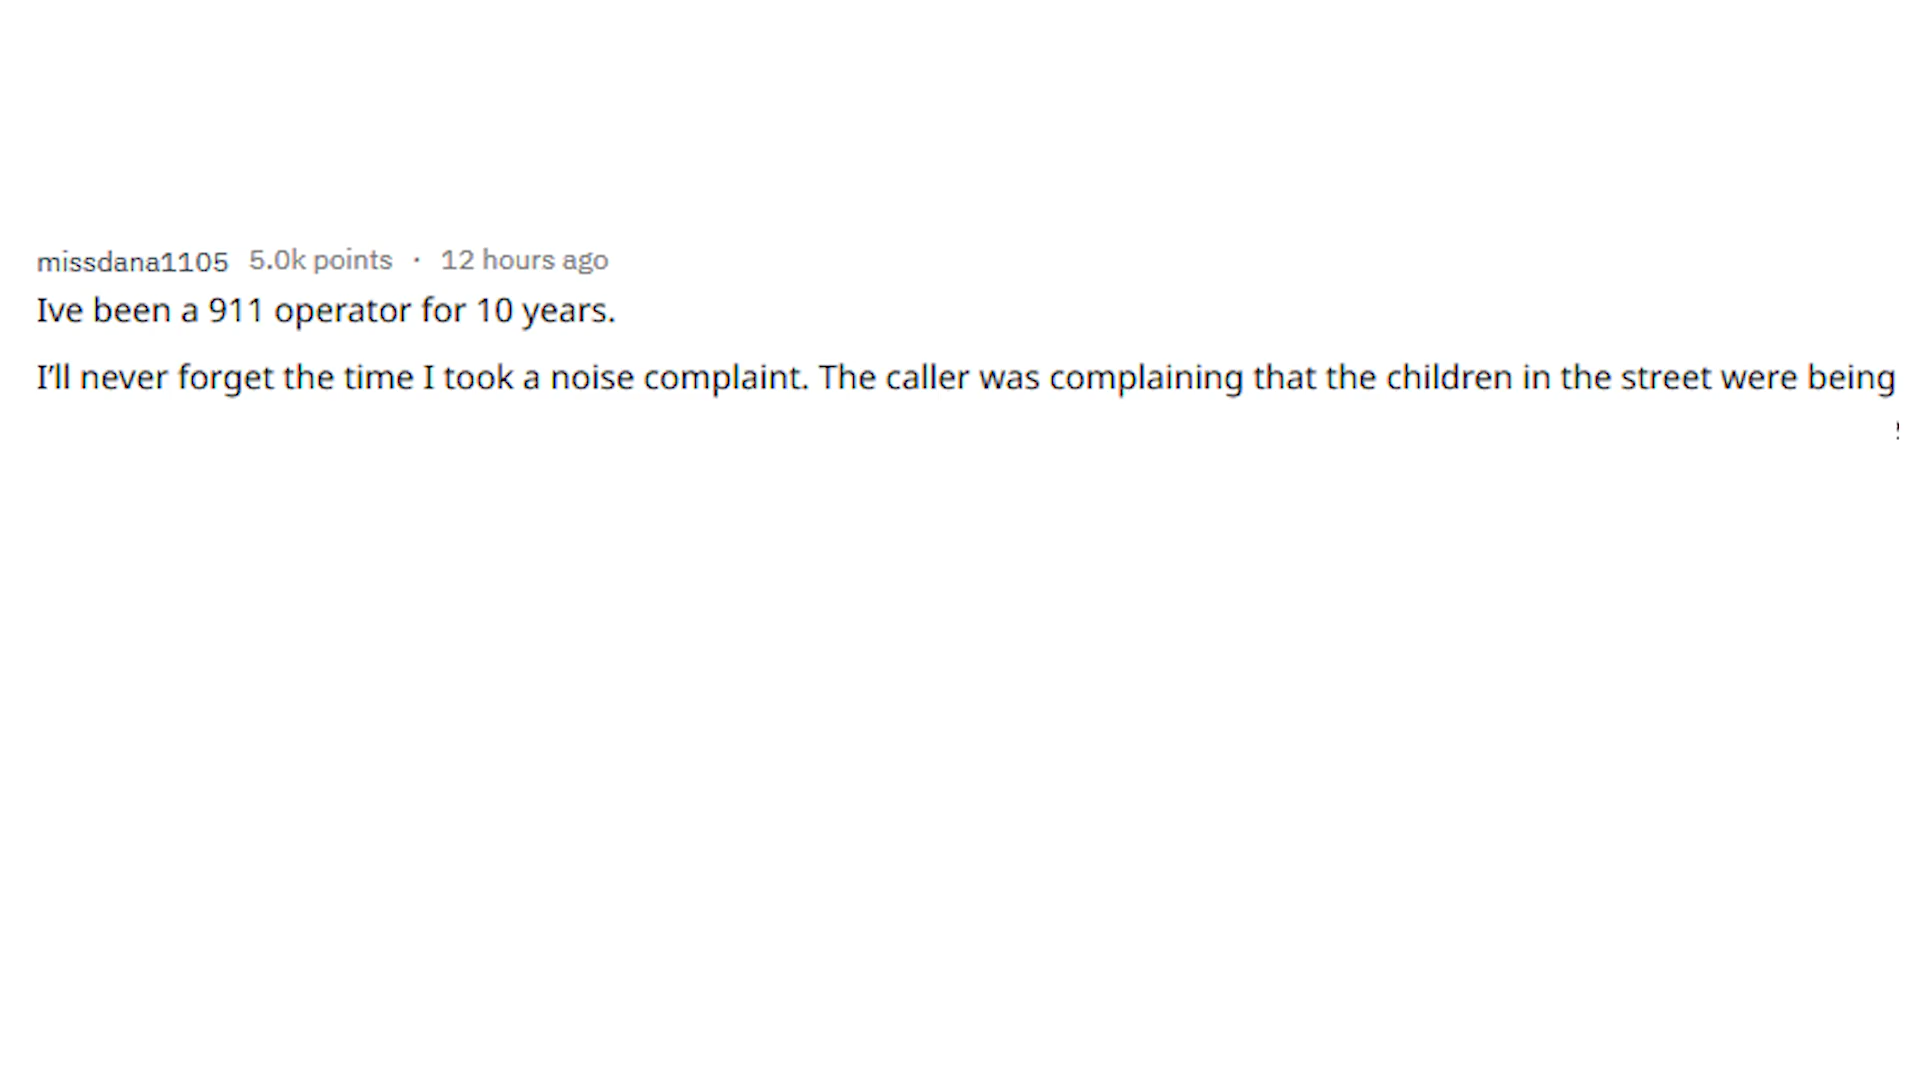 missdana1105 5.0k points · 12 hours ago
Ive been a 911 operator for 10 years.
I’ll never forget the time I took a noise complaint. The caller was complaining that the children in the street were being